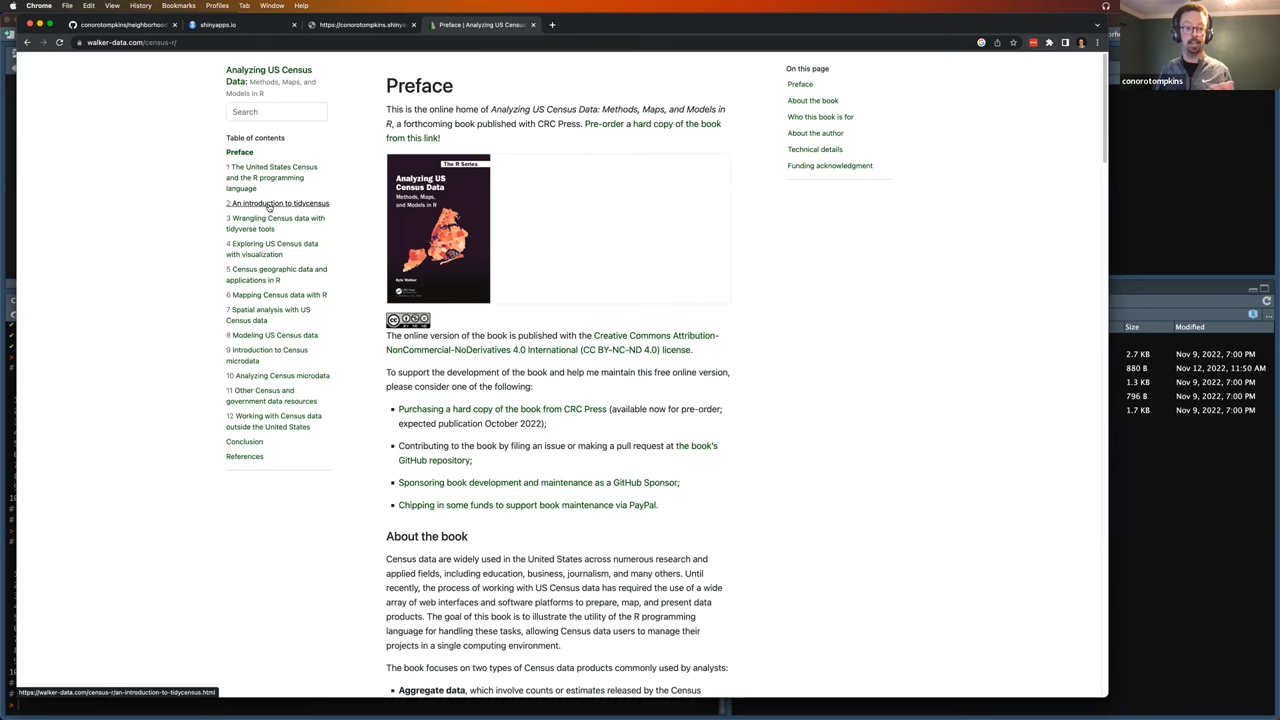 Chrome File Edit View History Bookmarks Profiles Tab Window Help
conorotompkins/neighborhood
shinyapps.io
https://conorotompkins.shinya
Preface | Analyzing US Census
walker-data.com/census-r/
Analyzing US Census
Data: Methods, Maps, and
Models in R
Search
Table of contents
Preface
1 The United States Census
and the R programming
language
2 An introduction to tidycensus
3 Wrangling Census data with
tidyverse tools
4 Exploring US Census data
with visualization
5 Census geographic data and
applications in R
6 Mapping Census data with R
7 Spatial analysis with US
Census data
8 Modeling US Census data
9 Introduction to Census
microdata
10 Analyzing Census microdata
11 Other Census and
government data resources
12 Working with Census data
outside the United States
Conclusion
References
Preface
This is the online home of Analyzing US Census Data: Methods, Maps, and Models in
R, a forthcoming book published with CRC Press. Pre-order a hard copy of the book
from this link!
The R Series
Analyzing US
Census Data
Methods, Maps,
and Models in R
Kyle Walker
CRC Press
CC BY NC ND
The online version of the book is published with the Creative Commons Attribution-
NonCommercial-NoDerivatives 4.0 International (CC BY-NC-ND 4.0) license.
To support the development of the book and help me maintain this free online version,
please consider one of the following:
Purchasing a hard copy of the book from CRC Press (available now for pre-order;
expected publication October 2022);
Contributing to the book by filing an issue or making a pull request at the book's
GitHub repository;
Sponsoring book development and maintenance as a GitHub Sponsor;
Chipping in some funds to support book maintenance via PayPal.
About the book
Census data are widely used in the United States across numerous research and
applied fields, including education, business, journalism, and many others. Until
recently, the process of working with US Census data has required the use of a wide
array of web interfaces and software platforms to prepare, map, and present data
products. The goal of this book is to illustrate the utility of the R programming
language for handling these tasks, allowing Census data users to manage their
projects in a single computing environment.
The book focuses on two types of Census data products commonly used by analysts:
Aggregate data, which involve counts or estimates released by the Census
On this page
Preface
About the book
Who this book is for
About the author
Technical details
Funding acknowledgment
conorotompkins
Size Modified
2.7 KB Nov 9, 2022, 7:00 PM
880 B Nov 12, 2022, 11:50 AM
1.3 KB Nov 9, 2022, 7:00 PM
796 B Nov 9, 2022, 7:00 PM
1.7 KB Nov 9, 2022, 7:00 PM
https://walker-data.com/census-r/an-introduction-to-tidycensus.html